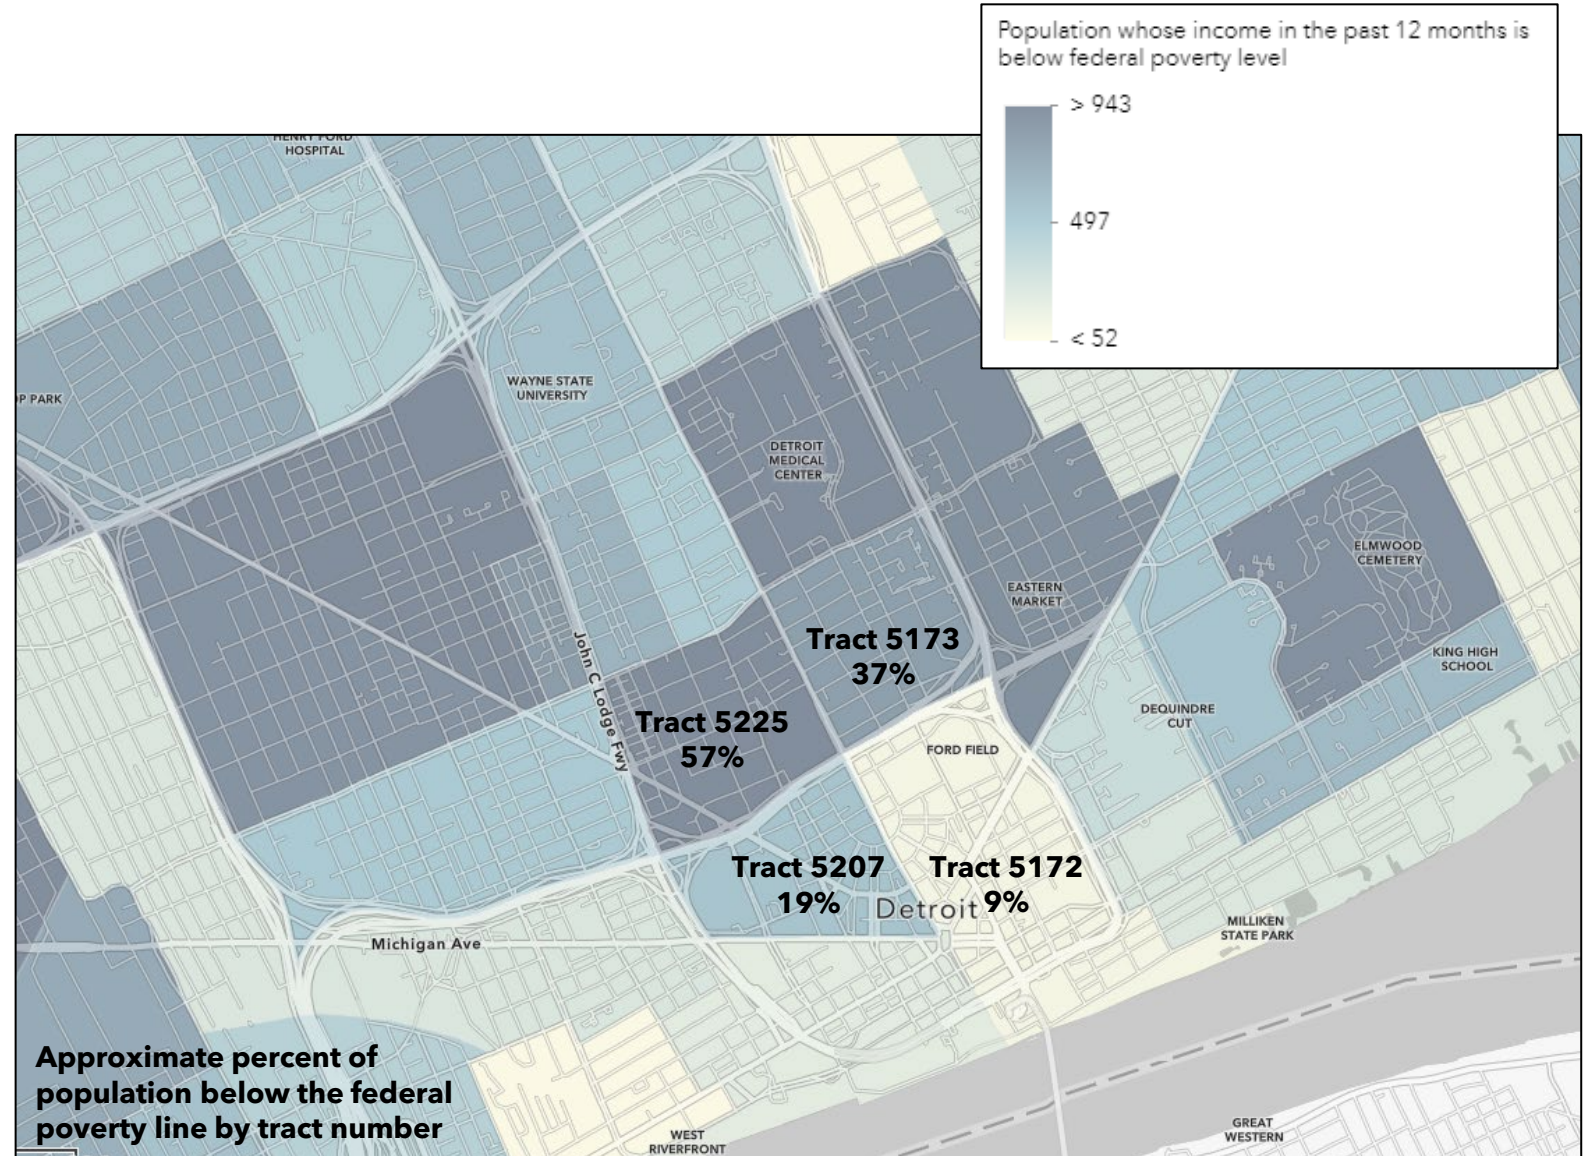 Population whose income in the past 12 months is
below federal poverty level
> 943
497
< 52
HENRY FORD
HOSPITAL
WAYNE STATE
UNIVERSITY
OP PARK
DETROIT
MEDICAL
CENTER
ELMWOOD
CEMETERY
EASTERN
MARKET
Tract 5173
37%
KING HIGH
SCHOOL
John C Lodge Fwy
Tract 5225
57%
DEQUINDRE
CUT
FORD FIELD
Tract 5207
19%
Tract 5172
9%
Detroit
MILLIKEN
STATE PARK
Michigan Ave
Approximate percent of
population below the federal
poverty line by tract number
WEST
RIVERFRONT
GREAT
WESTERN